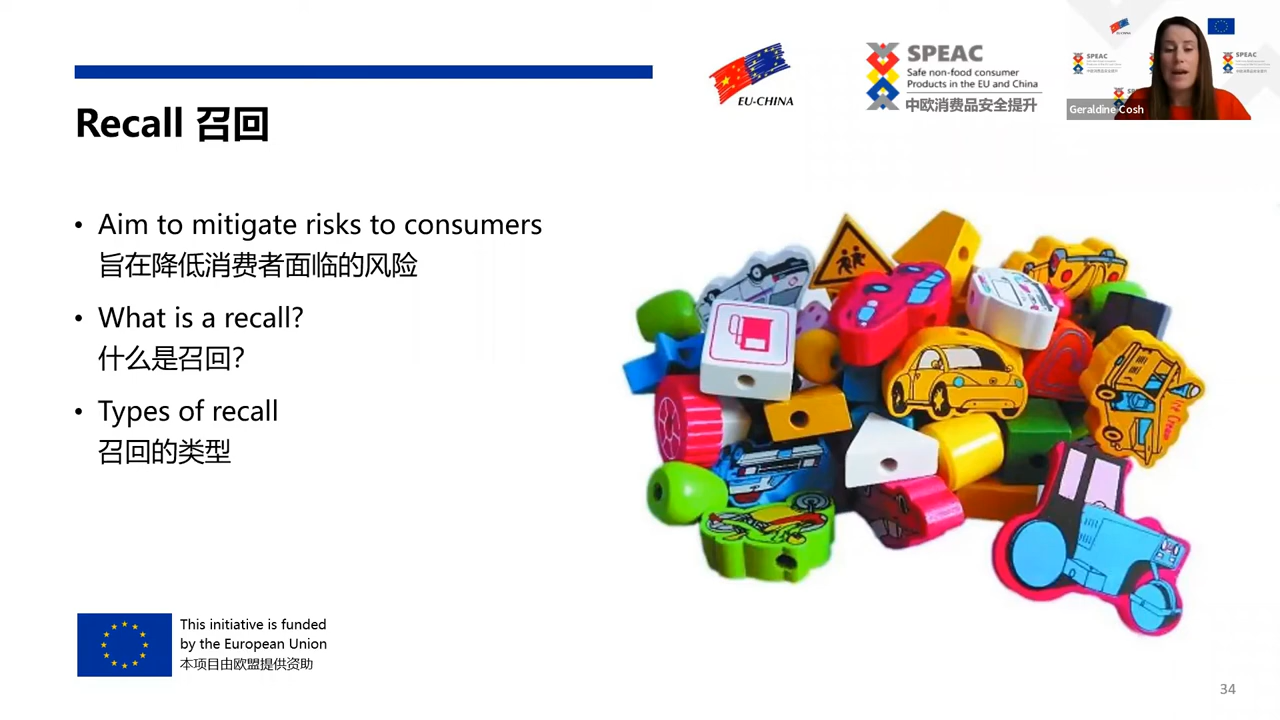 EU-CHINA
SPEAC
Safe non-food consumer
Products in the EU and China
中欧消费品安全提升
SPEAC
SPEAC
Geraldine Cosh
Recall 召回
• Aim to mitigate risks to consumers
旨在降低消费者面临的风险
• What is a recall?
什么是召回?
• Types of recall
召回的类型
Ice Cream
This initiative is funded
by the European Union
本项目由欧盟提供资助
34